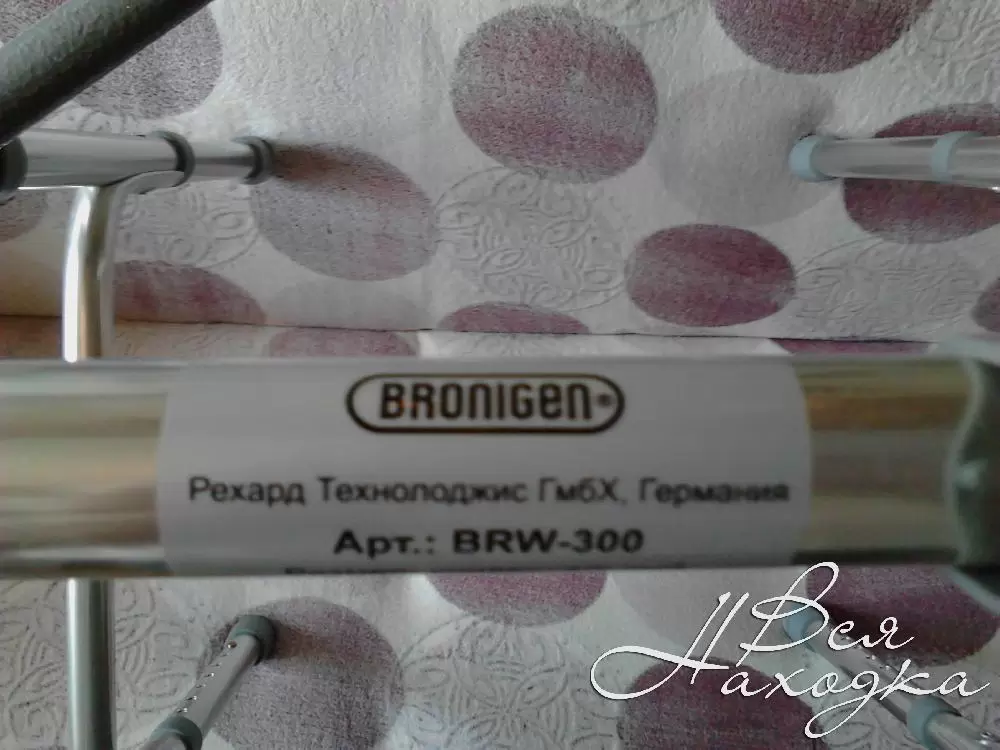 BRONIGEN®
Рехард Технолоджис ГмбХ, Германия
Арт.: BRW-300
Вся
Находка